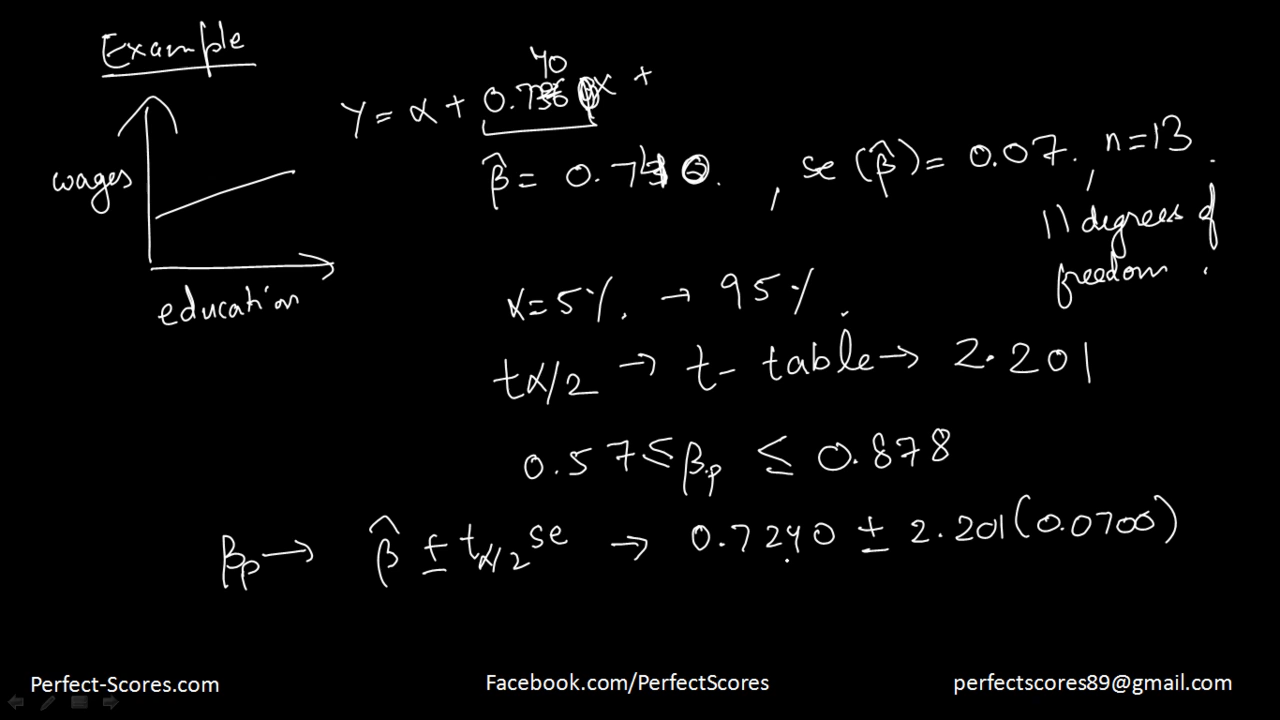 Example
40
Y = α + 0.7 x +
β̂ = 0.7 , se (β̂) = 0.07 , n = 13 .
11 degrees of
freedom .
wages
education
α = 5 % . → 95 % .
tα/2 → t - table → 2.201
0.57 ≤ βp ≤ 0.878
βp → β̂ ± tα/2 se → 0.7240 ± 2.201 (0.0700)
Perfect-Scores.com
Facebook.com/PerfectScores
perfectscores89@gmail.com